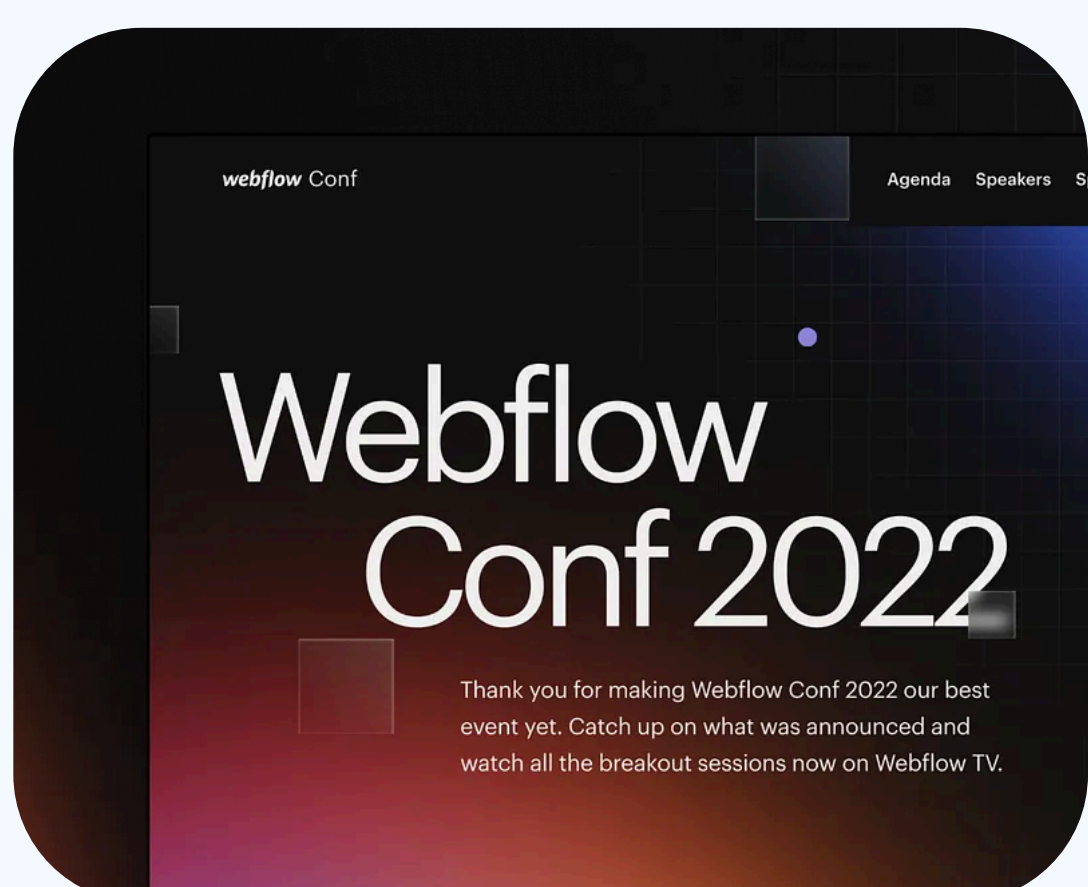 webflow Conf
Agenda Speakers
Webflow
Conf 2022
Thank you for making Webflow Conf 2022 our best
event yet. Catch up on what was announced and
watch all the breakout sessions now on Webflow TV.